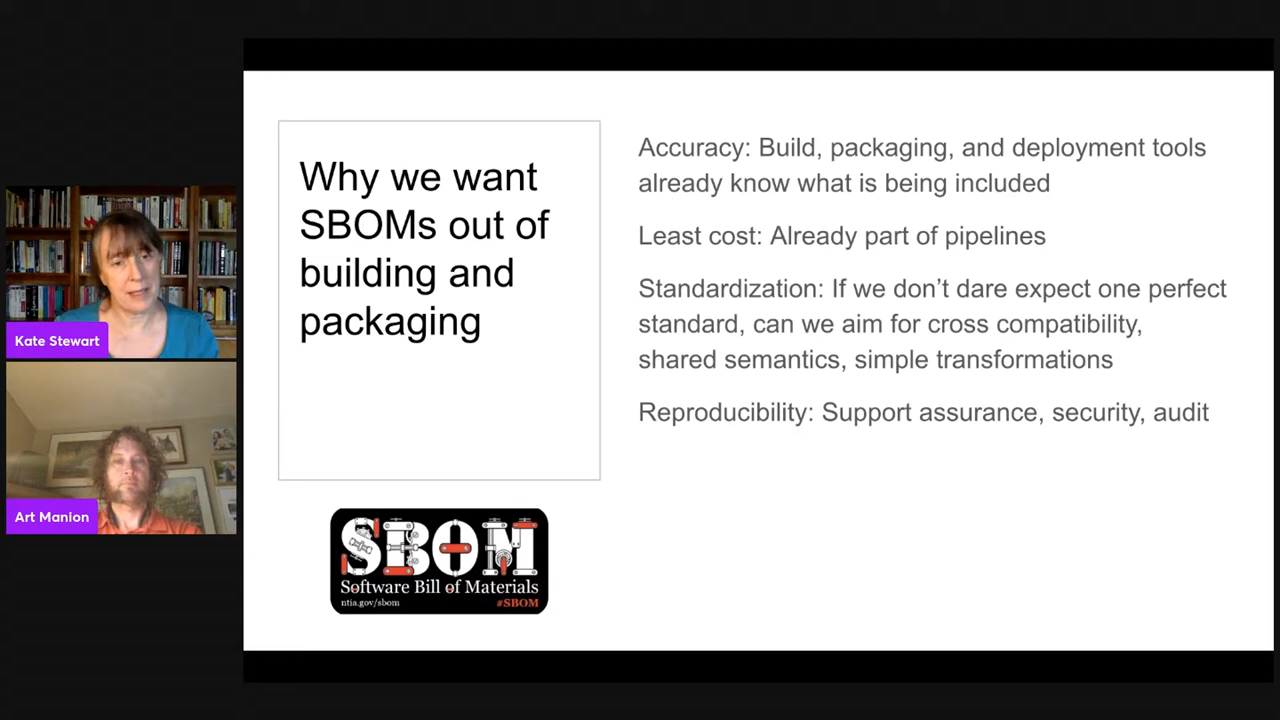 Why we want
SBOMs out of
building and
packaging
Accuracy: Build, packaging, and deployment tools
already know what is being included
Least cost: Already part of pipelines
Standardization: If we don’t dare expect one perfect
standard, can we aim for cross compatibility,
shared semantics, simple transformations
Reproducibility: Support assurance, security, audit
Kate Stewart
Art Manion
SBOM
Software Bill of Materials
ntia.gov/sbom
#SBOM